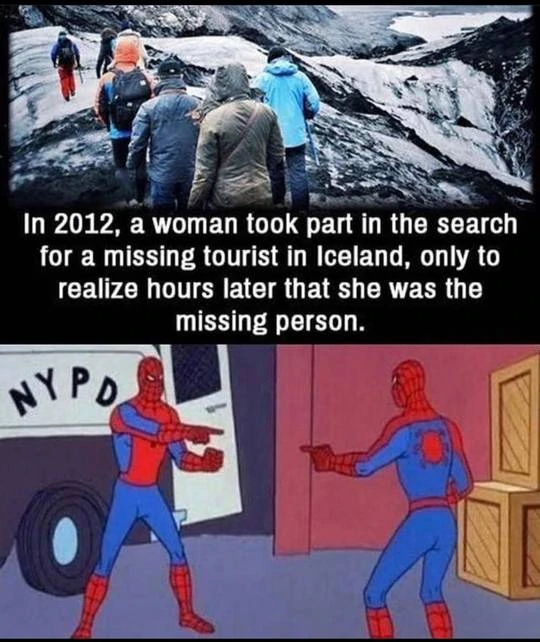 In 2012, a woman took part in the search
for a missing tourist in Iceland, only to
realize hours later that she was the
missing person.
NYPD